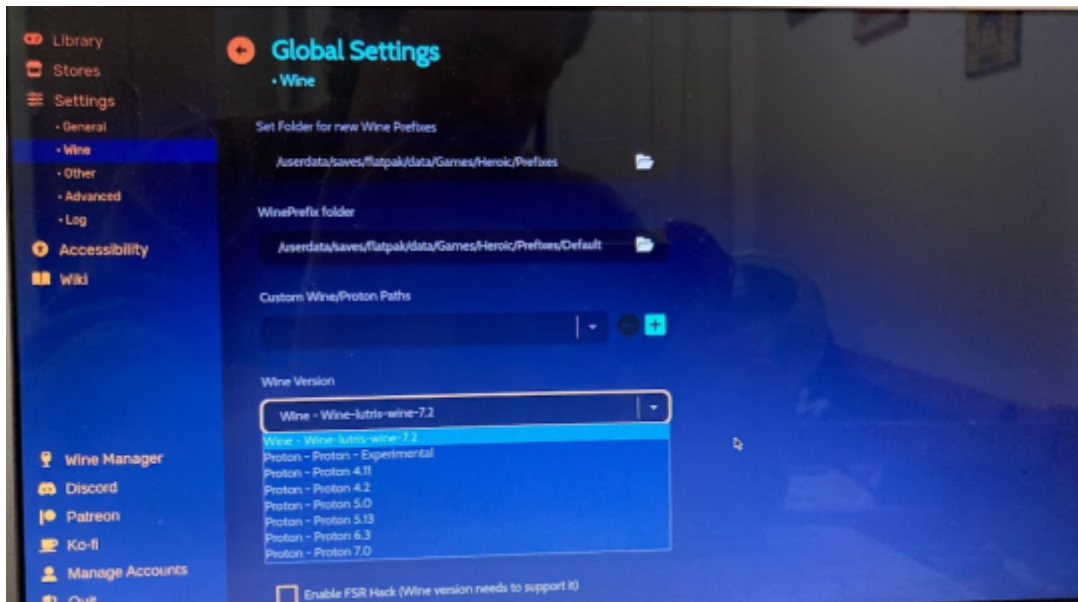 Library
Stores
Settings
- General
- Wine
- Other
- Advanced
- Log
Accessibility
Wiki
Wine Manager
Discord
Patreon
Ko-fi
Manage Accounts
Quit
Global Settings
- Wine
Set Folder for new Wine Prefixes
/userdata/saves/flatpak/data/Games/Heroic/Prefixes
WinePrefix folder
/userdata/saves/flatpak/data/Games/Heroic/Prefixes/Default
Custom Wine/Proton Paths
Wine Version
Wine - Wine-lutris-wine-7.2
Wine - Wine-lutris-wine-7.2
Proton - Proton - Experimental
Proton - Proton 4.11
Proton - Proton 4.2
Proton - Proton 5.0
Proton - Proton 5.13
Proton - Proton 6.3
Proton - Proton 7.0
Enable FSR Hack (Wine version needs to support it)